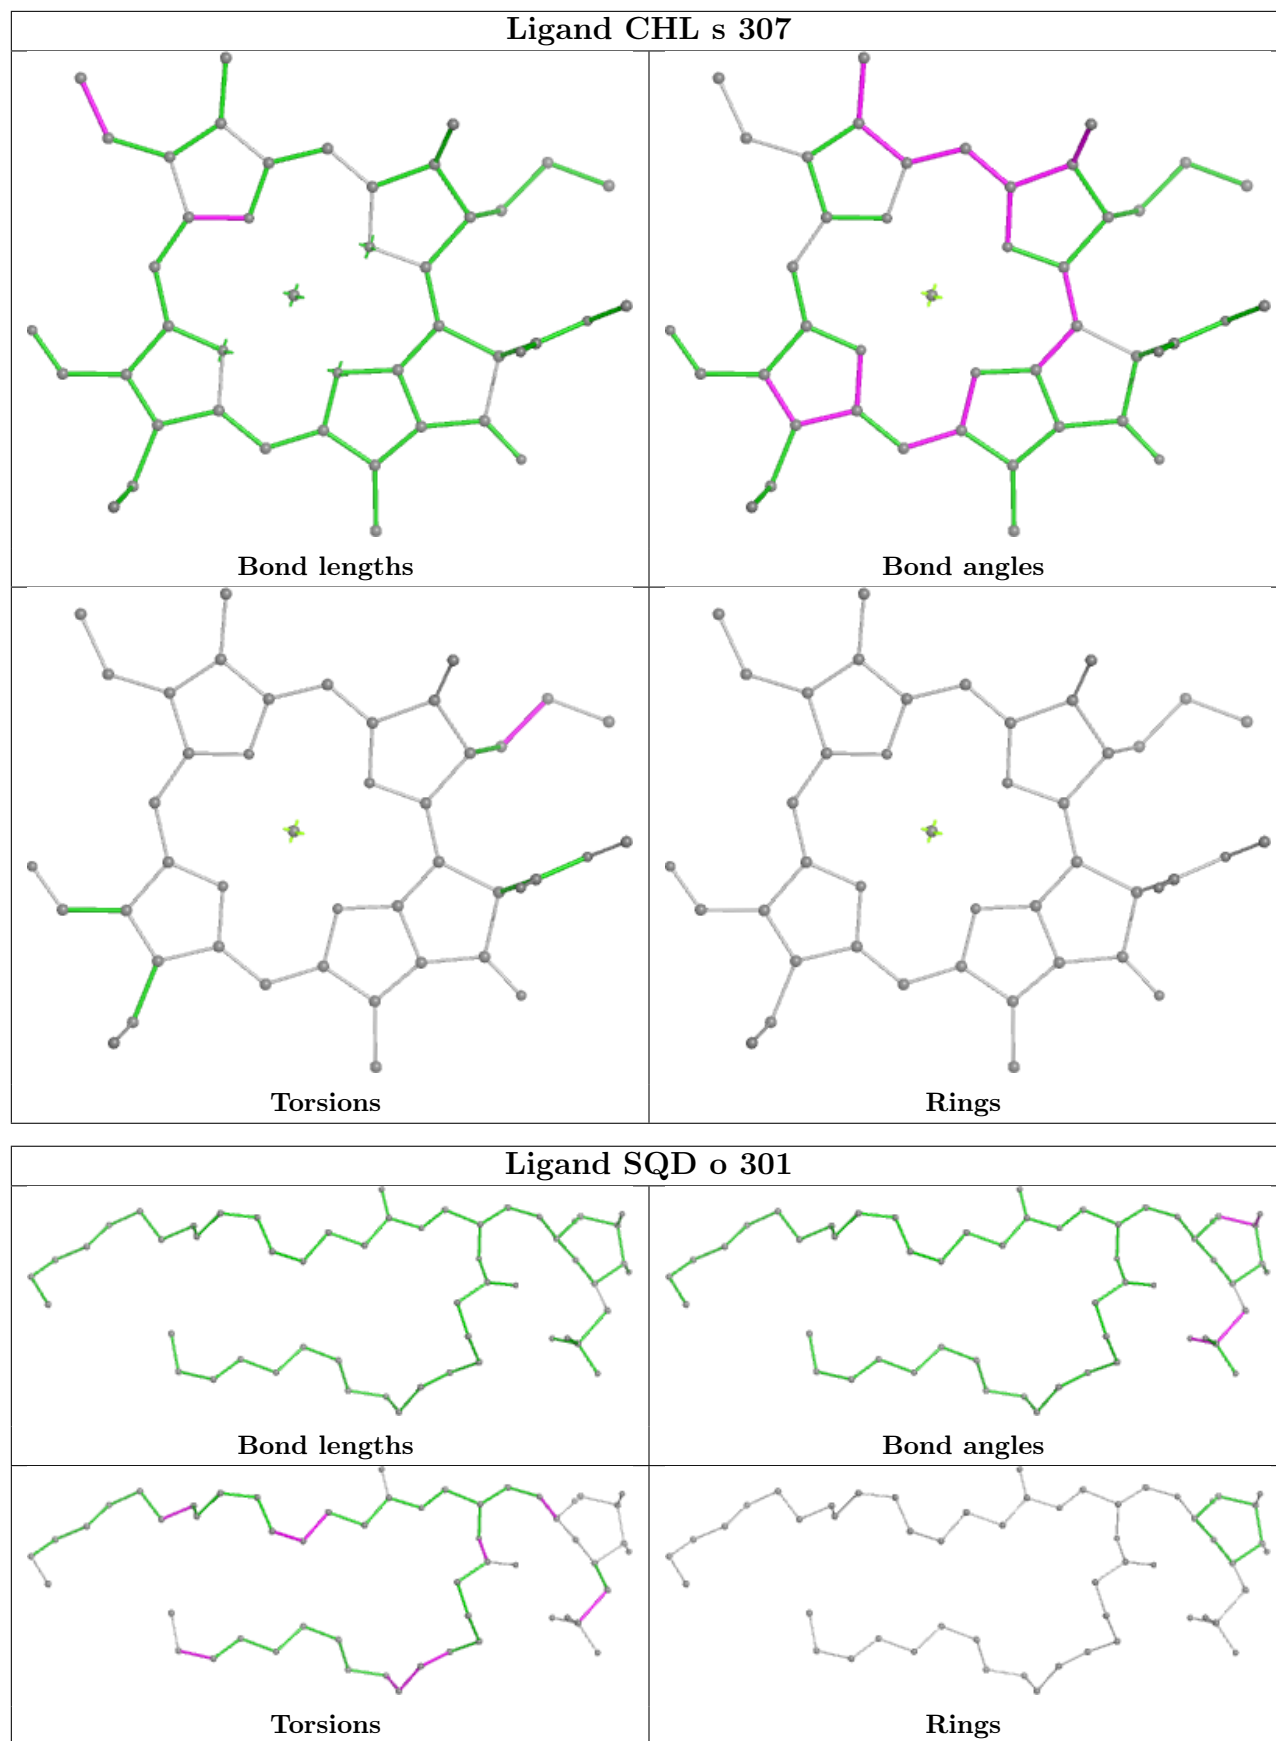 Ligand CHL s 307
Bond lengths
Bond angles
Torsions
Rings
Ligand SQD o 301
Bond lengths
Bond angles
Torsions
Rings